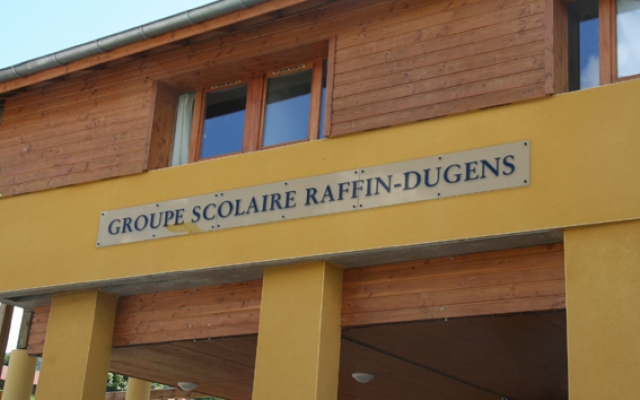 GROUPE SCOLAIRE RAFFIN-DUGENS